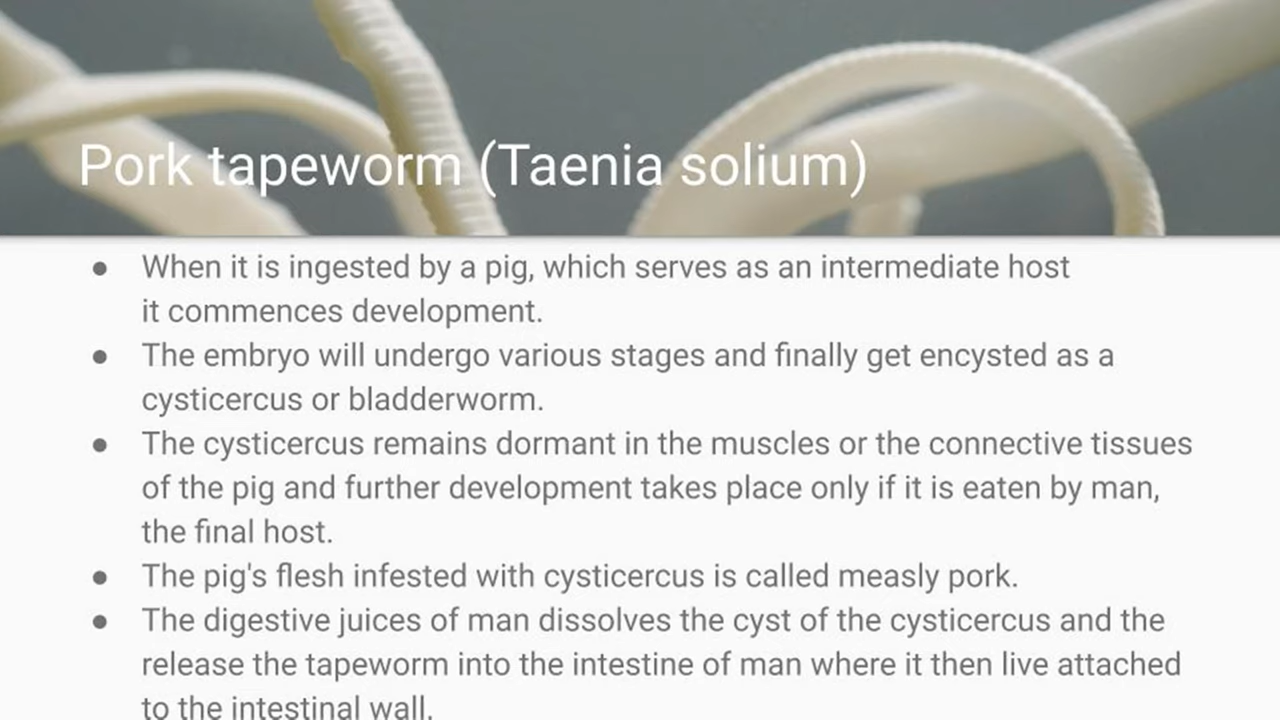 Pork tapeworm (Taenia solium)
● When it is ingested by a pig, which serves as an intermediate host
it commences development.
● The embryo will undergo various stages and finally get encysted as a
cysticercus or bladderworm.
● The cysticercus remains dormant in the muscles or the connective tissues
of the pig and further development takes place only if it is eaten by man,
the final host.
● The pig's flesh infested with cysticercus is called measly pork.
● The digestive juices of man dissolves the cyst of the cysticercus and the
release the tapeworm into the intestine of man where it then live attached
to the intestinal wall.